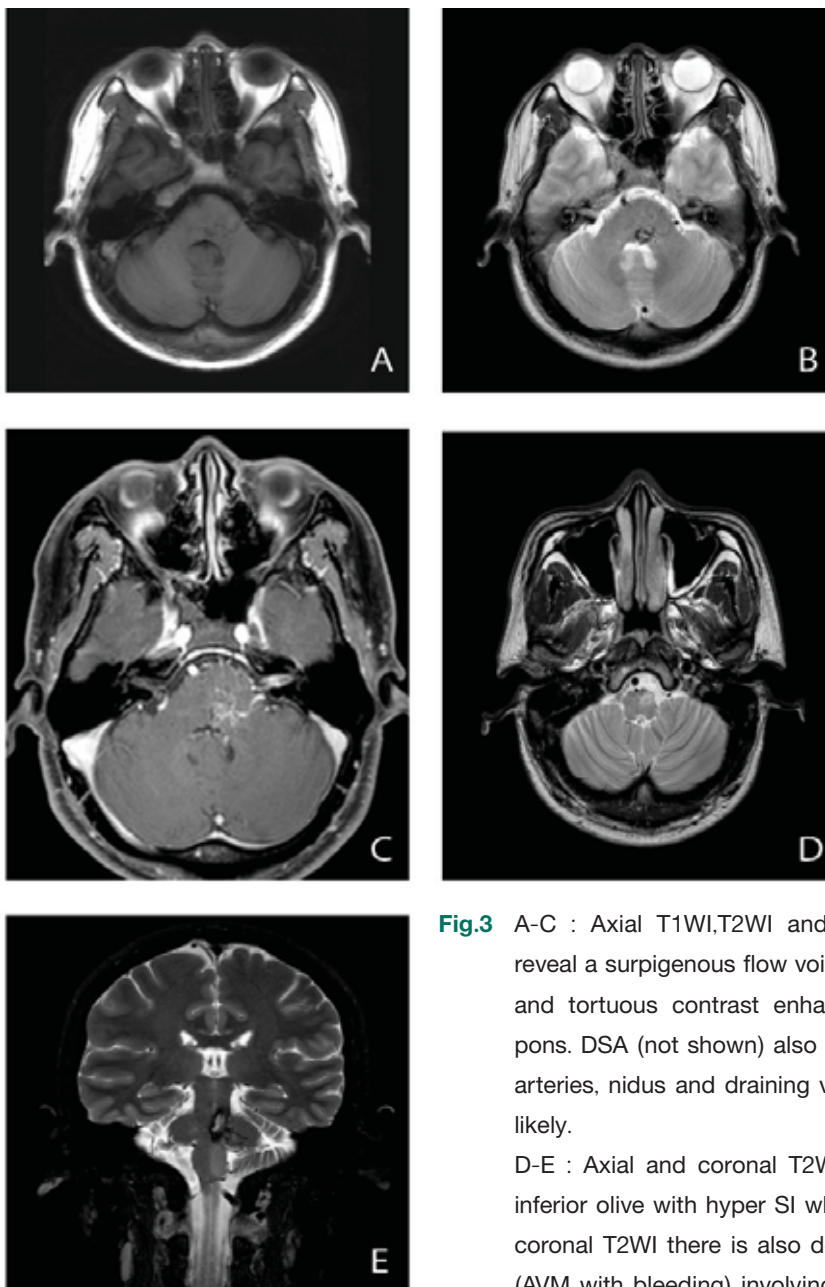 A
B
C
D
E
Fig.3 A-C : Axial T1WI,T2WI and
reveal a surpigenous flow voi
and tortuous contrast enha
pons. DSA (not shown) also
arteries, nidus and draining v
likely.
D-E : Axial and coronal T2W
inferior olive with hyper SI wh
coronal T2WI there is also d
(AVM with bleeding) involving